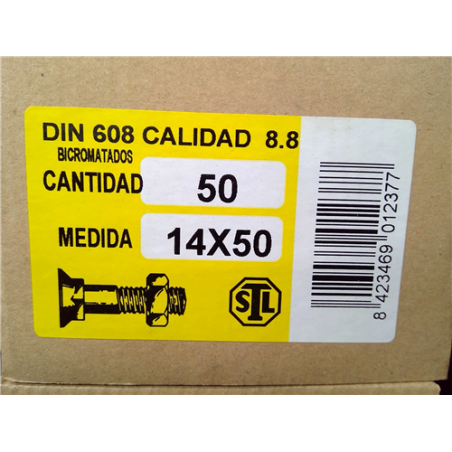 DIN 608 CALIDAD 8.8
BICROMATADOS
CANTIDAD 50
MEDIDA 14X50
STL
8 423469 012377